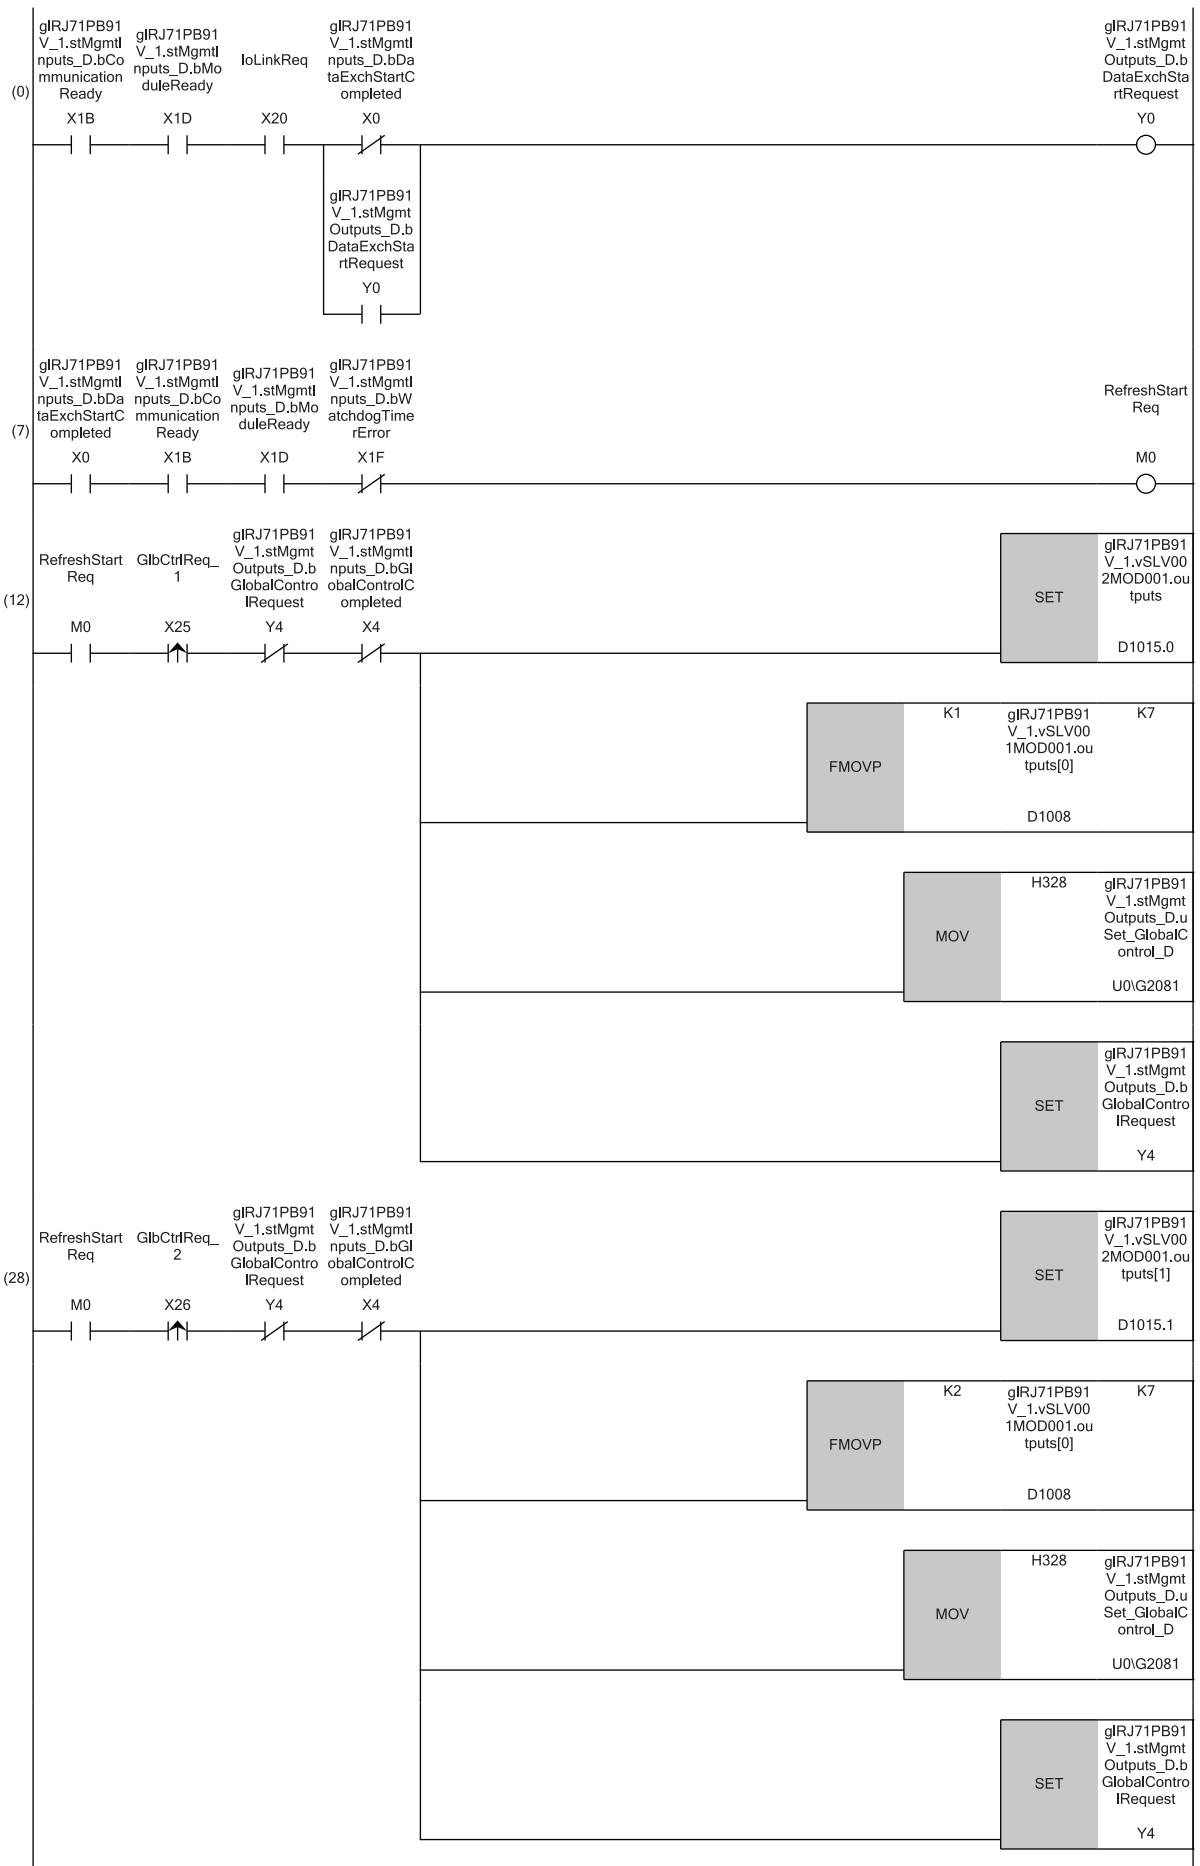 (0)
gIRJ71PB91
V_1.stMgmtI
nputs_D.bCo
mmunication
Ready
X1B
gIRJ71PB91
V_1.stMgmtI
nputs_D.bMo
duleReady
X1D
IoLinkReq
X20
gIRJ71PB91
V_1.stMgmtI
nputs_D.bDa
taExchStartC
ompleted
X0
gIRJ71PB91
V_1.stMgmt
Outputs_D.b
DataExchSta
rtRequest
Y0
gIRJ71PB91
V_1.stMgmt
Outputs_D.b
DataExchSta
rtRequest
Y0
(7)
gIRJ71PB91
V_1.stMgmtI
nputs_D.bDa
taExchStartC
ompleted
X0
gIRJ71PB91
V_1.stMgmtI
nputs_D.bCo
mmunication
Ready
X1B
gIRJ71PB91
V_1.stMgmtI
nputs_D.bMo
duleReady
X1D
gIRJ71PB91
V_1.stMgmtI
nputs_D.bW
atchdogTime
rError
X1F
RefreshStart
Req
M0
(12)
RefreshStart
Req
M0
GlbCtrlReq_
1
X25
gIRJ71PB91
V_1.stMgmt
Outputs_D.b
GlobalContro
lRequest
Y4
gIRJ71PB91
V_1.stMgmtI
nputs_D.bGl
obalControlC
ompleted
X4
SET
gIRJ71PB91
V_1.vSLV00
2MOD001.ou
tputs
D1015.0
FMOVP
K1
gIRJ71PB91
V_1.vSLV00
1MOD001.ou
tputs[0]
D1008
K7
MOV
H328
gIRJ71PB91
V_1.stMgmt
Outputs_D.u
Set_GlobalC
ontrol_D
U0\G2081
SET
gIRJ71PB91
V_1.stMgmt
Outputs_D.b
GlobalContro
lRequest
Y4
(28)
RefreshStart
Req
M0
GlbCtrlReq_
2
X26
gIRJ71PB91
V_1.stMgmt
Outputs_D.b
GlobalContro
lRequest
Y4
gIRJ71PB91
V_1.stMgmtI
nputs_D.bGl
obalControlC
ompleted
X4
SET
gIRJ71PB91
V_1.vSLV00
2MOD001.ou
tputs[1]
D1015.1
FMOVP
K2
gIRJ71PB91
V_1.vSLV00
1MOD001.ou
tputs[0]
D1008
K7
MOV
H328
gIRJ71PB91
V_1.stMgmt
Outputs_D.u
Set_GlobalC
ontrol_D
U0\G2081
SET
gIRJ71PB91
V_1.stMgmt
Outputs_D.b
GlobalContro
lRequest
Y4